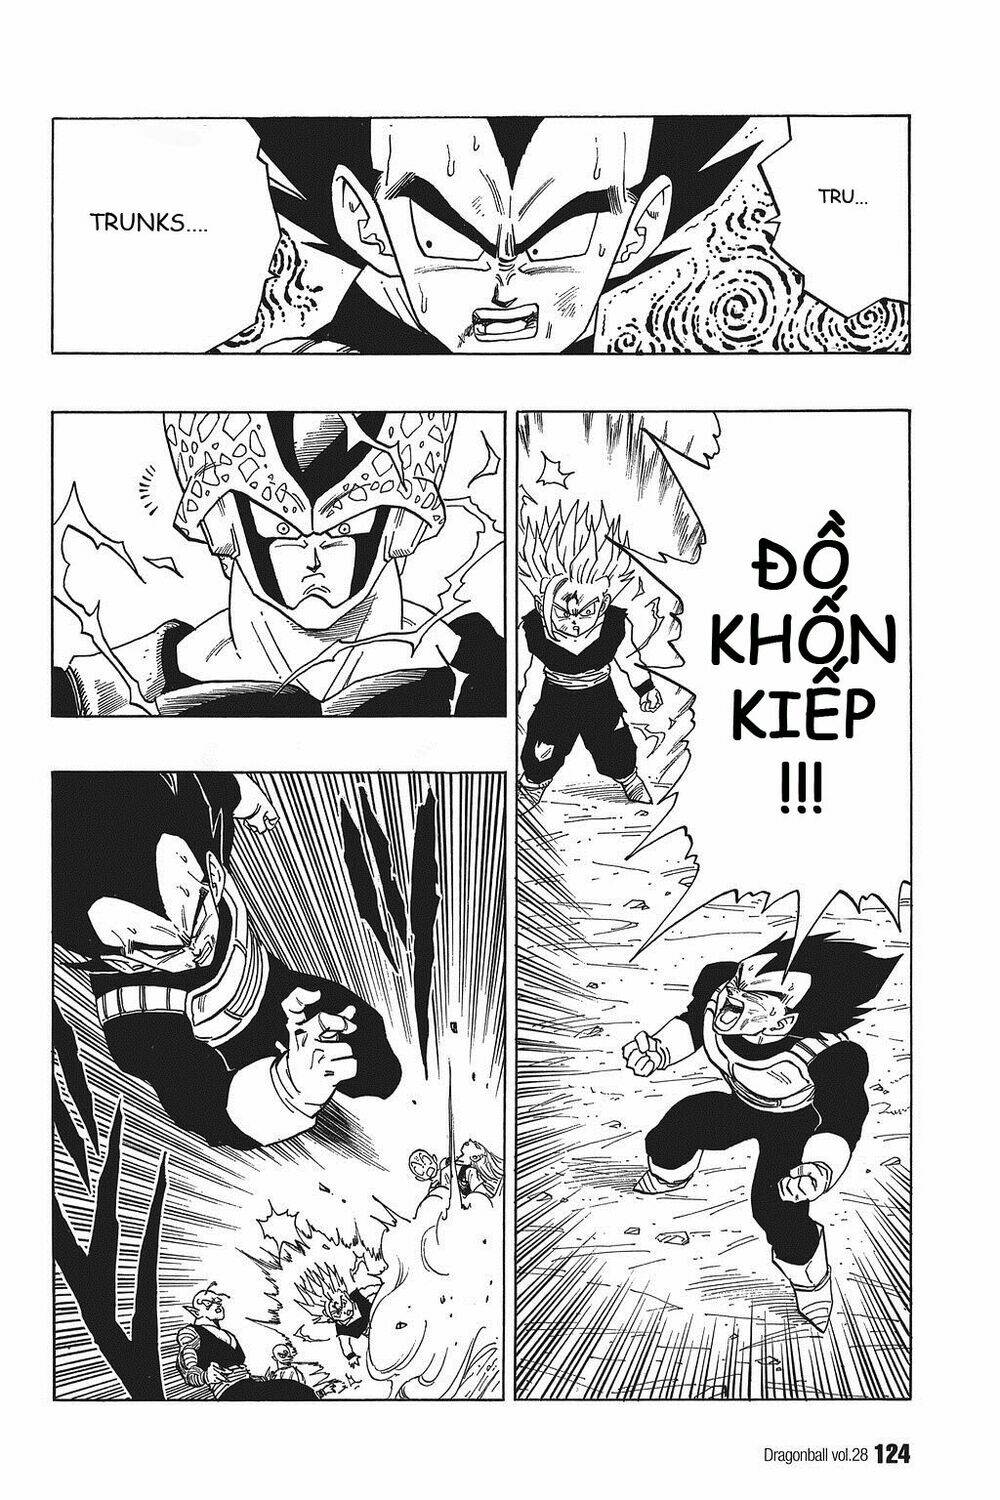 TRU...
TRUNKS....
ĐỒ
KHỐN
KIẾP
!!!
Dragonball vol.28 124